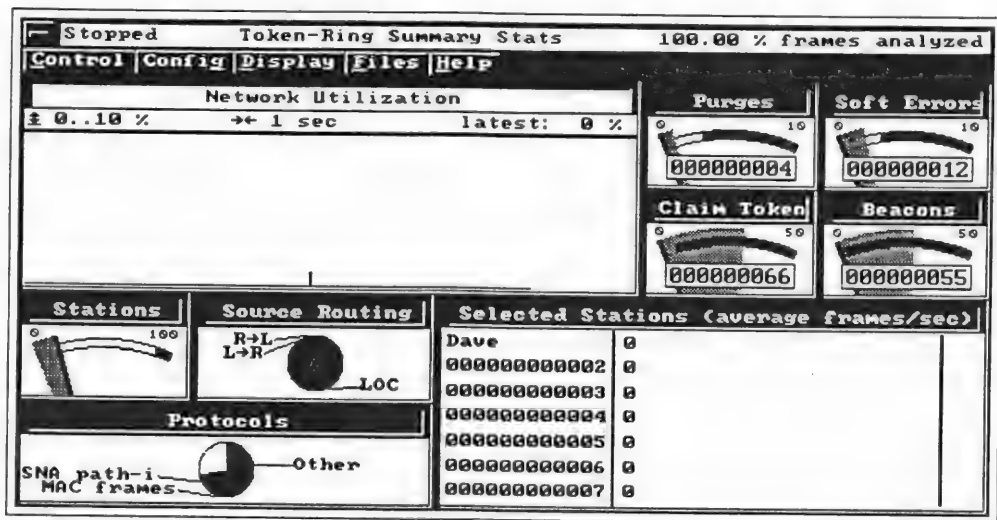 Stopped Token-Ring Summary Stats 100.00 % frames analyzed
Control Config Display Files Help
Network Utilization
± 0..10 % →← 1 sec latest: 0 %
Purges
0 10
000000004
Soft Errors
0 10
000000012
Claim Token
0 50
000000066
Beacons
0 50
000000055
Stations
0 100
Source Routing
R→L
L→R
LOC
Protocols
SNA path-i
MAC frames
Other
Selected Stations (average frames/sec)
Dave 0
000000000002 0
000000000003 0
000000000004 0
000000000005 0
000000000006 0
000000000007 0